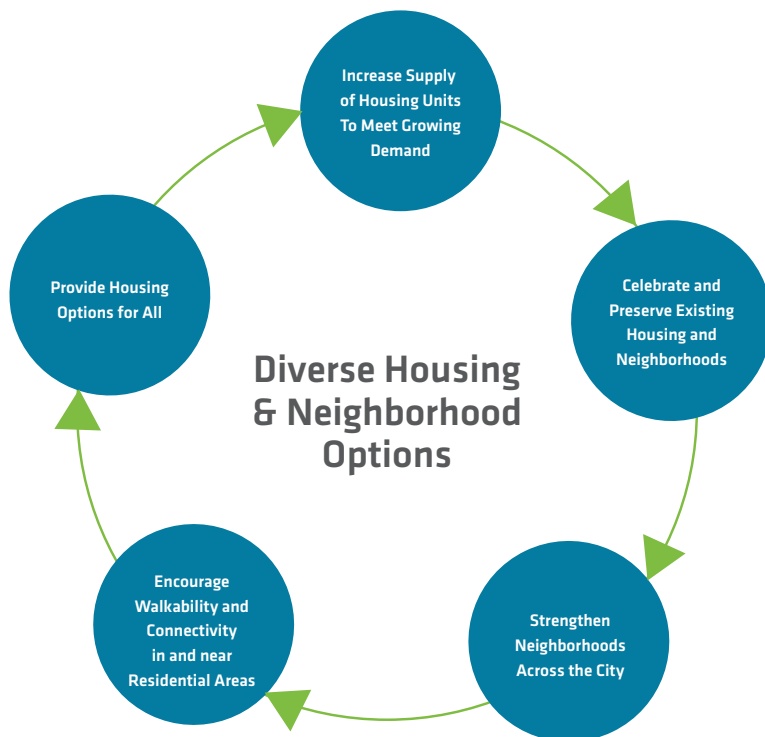 Increase Supply
of Housing Units
To Meet Growing
Demand
Celebrate and
Preserve Existing
Housing and
Neighborhoods
Strengthen
Neighborhoods
Across the City
Encourage
Walkability and
Connectivity
in and near
Residential Areas
Provide Housing
Options for All
Diverse Housing
& Neighborhood
Options